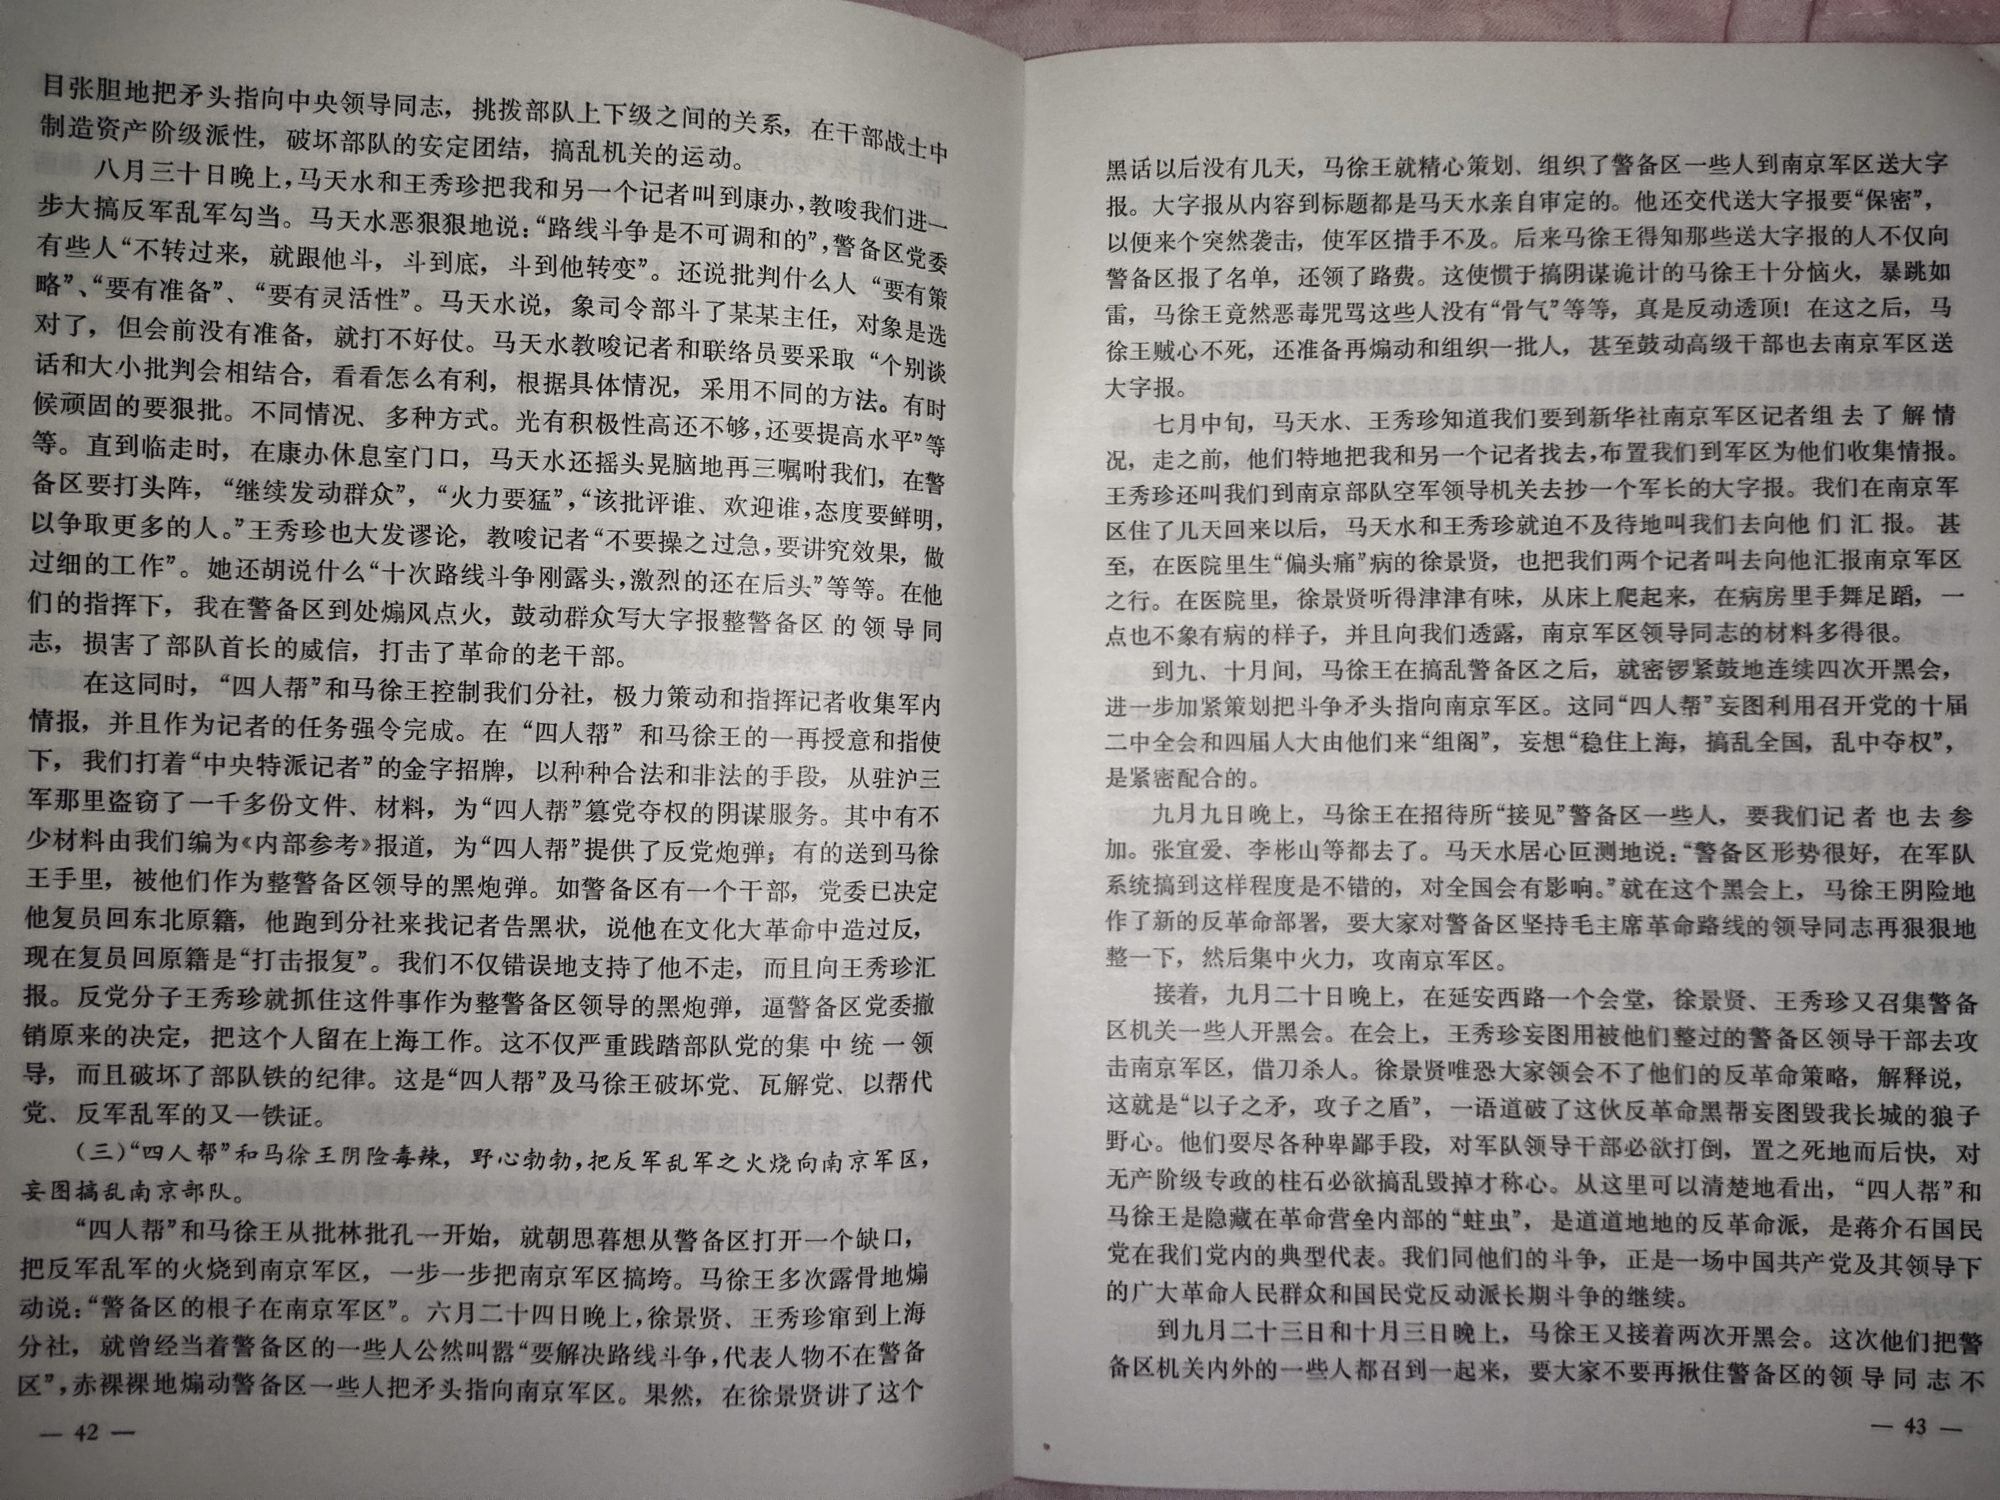 目张胆地把矛头指向中央领导同志，挑拨部队上下级之间的关系，在干部战士中
制造资产阶级派性，破坏部队的安定团结，搞乱机关的运动。
八月三十日晚上，马天水和王秀珍把我和另一个记者叫到康办，教唆我们进一
步大搞反军乱军勾当。马天水恶狠狠地说：“路线斗争是不可调和的”，警备区党委
有些人“不转过来，就跟他斗，斗到底，斗到他转变”。还说批判什么人“要有策
略”、“要有准备”、“要有灵活性”。马天水说，象司令部斗了某某主任，对象是选
对了，但会前没有准备，就打不好仗。马天水教唆记者和联络员要采取“个别谈
话和大小批判会相结合，看看怎么有利，根据具体情况，采用不同的方法。有时
候顽固的要狠批。不同情况、多种方式。光有积极性高还不够，还要提高水平”等
等。直到临走时，在康办休息室门口，马天水还摇头晃脑地再三嘱咐我们，在警
备区要打头阵，“继续发动群众”，“火力要猛”，“该批评谁、欢迎谁，态度要鲜明，
以争取更多的人。”王秀珍也大发谬论，教唆记者“不要操之过急，要讲究效果，做
过细的工作”。她还胡说什么“十次路线斗争刚露头，激烈的还在后头”等等。在他
们的指挥下，我在警备区到处煽风点火，鼓动群众写大字报整警备区的领导同
志，损害了部队首长的威信，打击了革命的老干部。
在这同时，“四人帮”和马徐王控制我们分社，极力策动和指挥记者收集军内
情报，并且作为记者的任务强令完成。在“四人帮”和马徐王的一再授意和指使
下，我们打着“中央特派记者”的金字招牌，以种种合法和非法的手段，从驻沪三
军那里盗窃了一千多份文件、材料，为“四人帮”篡党夺权的阴谋服务。其中有不
少材料由我们编为《内部参考》报道，为“四人帮”提供了反党炮弹；有的送到马徐
王手里，被他们作为整警备区领导的黑炮弹。如警备区有一个干部，党委已决定
他复员回东北原籍，他跑到分社来找记者告黑状，说他在文化大革命中造过反，
现在复员回原籍是“打击报复”。我们不仅错误地支持了他不走，而且向王秀珍汇
报。反党分子王秀珍就抓住这件事作为整警备区领导的黑炮弹，逼警备区党委撤
销原来的决定，把这个人留在上海工作。这不仅严重践踏部队党的集中统一领
导，而且破坏了部队铁的纪律。这是“四人帮”及马徐王破坏党、瓦解党、以帮代
党、反军乱军的又一铁证。
（三）“四人帮”和马徐王阴险毒辣，野心勃勃，把反军乱军之火烧向南京军区，
妄图搞乱南京部队。
“四人帮”和马徐王从批林批孔一开始，就朝思暮想从警备区打开一个缺口，
把反军乱军的火烧到南京军区，一步一步把南京军区搞垮。马徐王多次露骨地煽
动说：“警备区的根子在南京军区”。六月二十四日晚上，徐景贤、王秀珍窜到上海
分社，就曾经当着警备区的一些人公然叫嚣“要解决路线斗争，代表人物不在警备
区”，赤裸裸地煽动警备区一些人把矛头指向南京军区。果然，在徐景贤讲了这个
— 42 —
黑话以后没有几天，马徐王就精心策划、组织了警备区一些人到南京军区送大字
报。大字报从内容到标题都是马天水亲自审定的。他还交代送大字报要“保密”，
以便来个突然袭击，使军区措手不及。后来马徐王得知那些送大字报的人不仅向
警备区报了名单，还领了路费。这使惯于搞阴谋诡计的马徐王十分恼火，暴跳如
雷，马徐王竟然恶毒咒骂这些人没有“骨气”等等，真是反动透顶！在这之后，马
徐王贼心不死，还准备再煽动和组织一批人，甚至鼓动高级干部也去南京军区送
大字报。
七月中旬，马天水、王秀珍知道我们要到新华社南京军区记者组去了解情
况，走之前，他们特地把我和另一个记者找去，布置我们到军区为他们收集情报。
王秀珍还叫我们到南京部队空军领导机关去抄一个军长的大字报。我们在南京军
区住了几天回来以后，马天水和王秀珍就迫不及待地叫我们去向他们汇报。甚
至，在医院里生“偏头痛”病的徐景贤，也把我们两个记者叫去向他汇报南京军区
之行。在医院里，徐景贤听得津津有味，从床上爬起来，在病房里手舞足蹈，一
点也不象有病的样子，并且向我们透露，南京军区领导同志的材料多得很。
到九、十月间，马徐王在搞乱警备区之后，就密锣紧鼓地连续四次开黑会，
进一步加紧策划把斗争矛头指向南京军区。这同“四人帮”妄图利用召开党的十届
二中全会和四届人大由他们来“组阁”，妄想“稳住上海，搞乱全国，乱中夺权”，
是紧密配合的。
九月九日晚上，马徐王在招待所“接见”警备区一些人，要我们记者也去参
加。张宜爱、李彬山等都去了。马天水居心叵测地说：“警备区形势很好，在军队
系统搞到这样程度是不错的，对全国会有影响。”就在这个黑会上，马徐王阴险地
作了新的反革命部署，要大家对警备区坚持毛主席革命路线的领导同志再狠狠地
整一下，然后集中火力，攻南京军区。
接着，九月二十日晚上，在延安西路一个会堂，徐景贤、王秀珍又召集警备
区机关一些人开黑会。在会上，王秀珍妄图用被他们整过的警备区领导干部去攻
击南京军区，借刀杀人。徐景贤唯恐大家领会不了他们的反革命策略，解释说，
这就是“以子之矛，攻子之盾”，一语道破了这伙反革命黑帮妄图毁我长城的狼子
野心。他们耍尽各种卑鄙手段，对军队领导干部必欲打倒，置之死地而后快，对
无产阶级专政的柱石必欲搞乱毁掉才称心。从这里可以清楚地看出，“四人帮”和
马徐王是隐藏在革命营垒内部的“蛀虫”，是道道地地的反革命派，是蒋介石国民
党在我们党内的典型代表。我们同他们的斗争，正是一场中国共产党及其领导下
的广大革命人民群众和国民党反动派长期斗争的继续。
到九月二十三日和十月三日晚上，马徐王又接着两次开黑会。这次他们把警
备区机关内外的一些人都召到一起来，要大家不要再揪住警备区的领导同志不
— 43 —